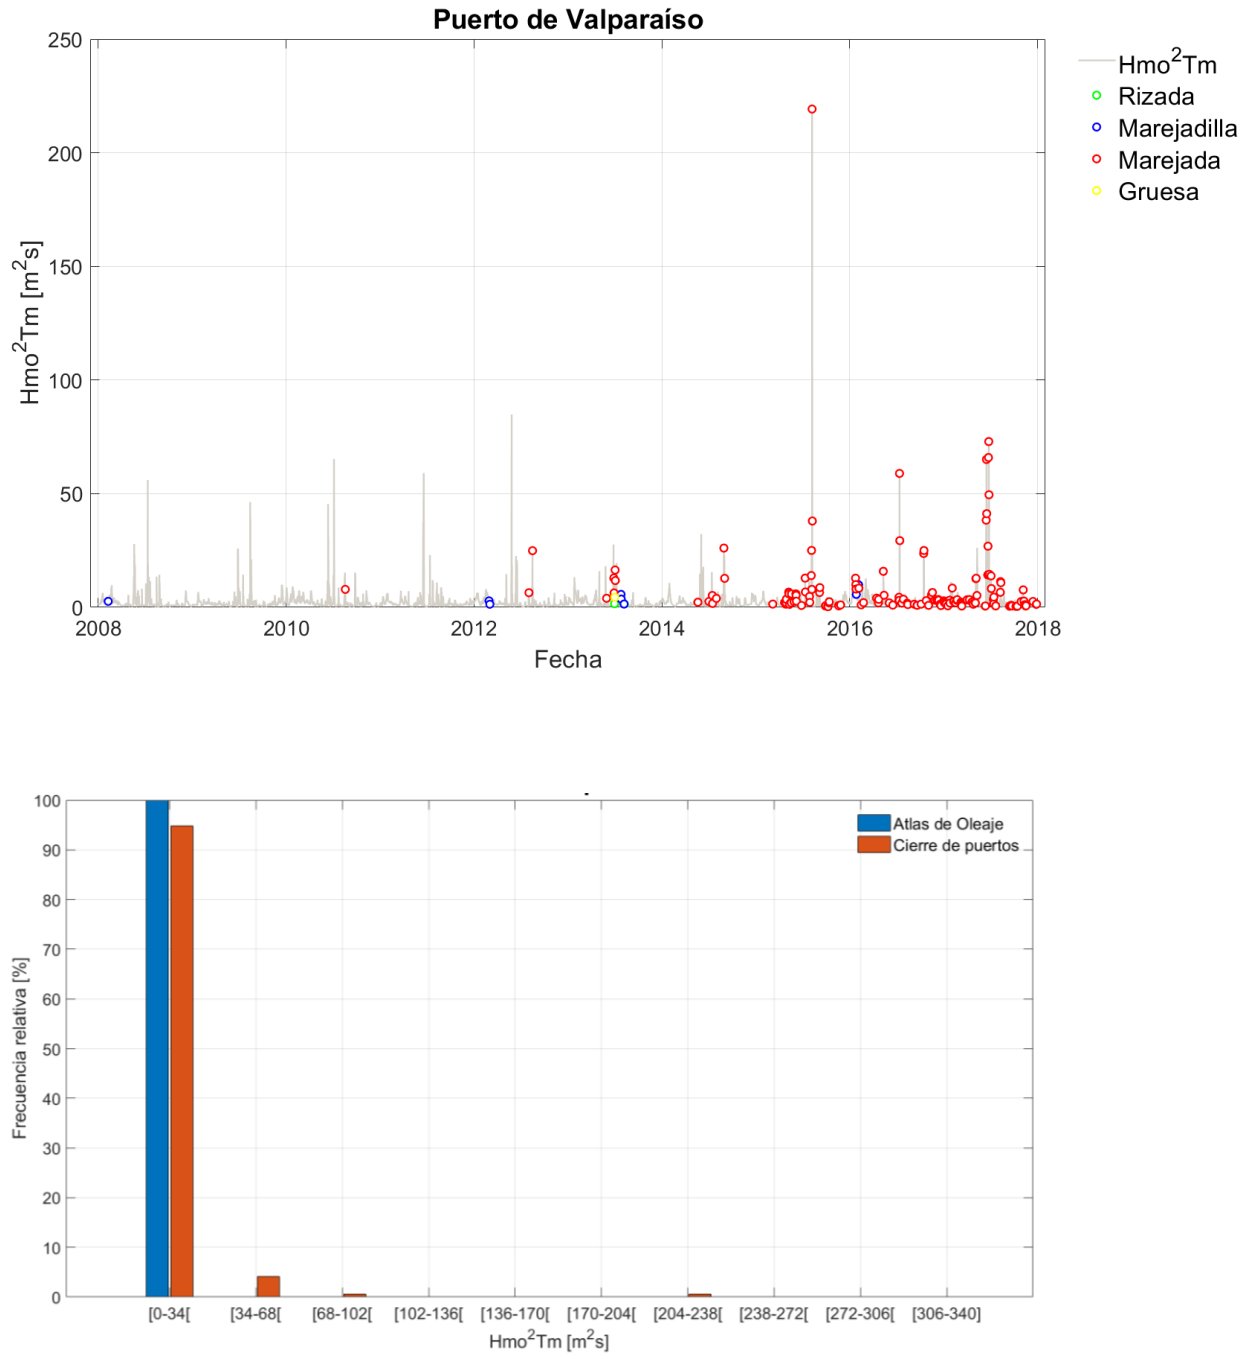 Puerto de Valparaíso
250
200
150
100
50
0
Hmo²Tm [m²s]
2008 2010 2012 2014 2016 2018
Fecha
Hmo²Tm
Rizada
Marejadilla
Marejada
Gruesa
100
90
80
70
60
50
40
30
20
10
0
Frecuencia relativa [%]
Atlas de Oleaje
Cierre de puertos
[0-34[ [34-68[ [68-102[ [102-136[ [136-170[ [170-204[ [204-238[ [238-272[ [272-306[ [306-340]
Hmo²Tm [m²s]